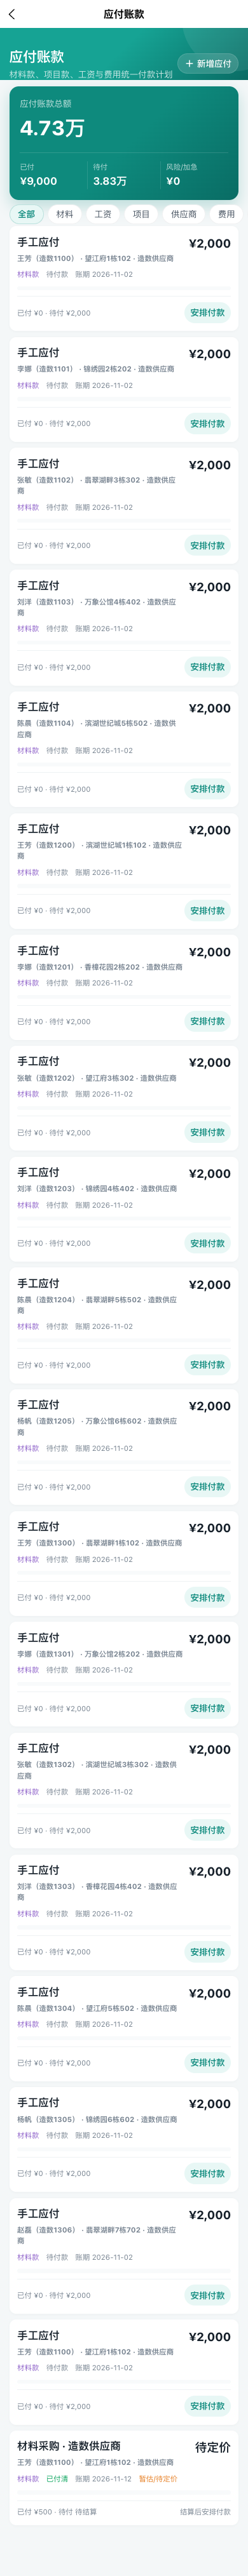 应付账款
应付账款
材料款、项目款、工资与费用统一付款计划
＋ 新增应付
应付账款总额
4.73万
已付 待付 风险/加急
¥9,000 3.83万 ¥0
全部 材料 工资 项目 供应商 费用
手工应付 ¥2,000
王芳（造数1100） · 望江府1栋102 · 造数供应商
材料款 待付款 账期 2026-11-02
已付 ¥0 · 待付 ¥2,000 安排付款
手工应付 ¥2,000
李娜（造数1101） · 锦绣园2栋202 · 造数供应商
材料款 待付款 账期 2026-11-02
已付 ¥0 · 待付 ¥2,000 安排付款
手工应付 ¥2,000
张敏（造数1102） · 翡翠湖畔3栋302 · 造数供应
商
材料款 待付款 账期 2026-11-02
已付 ¥0 · 待付 ¥2,000 安排付款
手工应付 ¥2,000
刘洋（造数1103） · 万象公馆4栋402 · 造数供应
商
材料款 待付款 账期 2026-11-02
已付 ¥0 · 待付 ¥2,000 安排付款
手工应付 ¥2,000
陈晨（造数1104） · 滨湖世纪城5栋502 · 造数供
应商
材料款 待付款 账期 2026-11-02
已付 ¥0 · 待付 ¥2,000 安排付款
手工应付 ¥2,000
王芳（造数1200） · 滨湖世纪城1栋102 · 造数供应
商
材料款 待付款 账期 2026-11-02
已付 ¥0 · 待付 ¥2,000 安排付款
手工应付 ¥2,000
李娜（造数1201） · 香樟花园2栋202 · 造数供应商
材料款 待付款 账期 2026-11-02
已付 ¥0 · 待付 ¥2,000 安排付款
手工应付 ¥2,000
张敏（造数1202） · 望江府3栋302 · 造数供应商
材料款 待付款 账期 2026-11-02
已付 ¥0 · 待付 ¥2,000 安排付款
手工应付 ¥2,000
刘洋（造数1203） · 锦绣园4栋402 · 造数供应商
材料款 待付款 账期 2026-11-02
已付 ¥0 · 待付 ¥2,000 安排付款
手工应付 ¥2,000
陈晨（造数1204） · 翡翠湖畔5栋502 · 造数供应
商
材料款 待付款 账期 2026-11-02
已付 ¥0 · 待付 ¥2,000 安排付款
手工应付 ¥2,000
杨帆（造数1205） · 万象公馆6栋602 · 造数供应
商
材料款 待付款 账期 2026-11-02
已付 ¥0 · 待付 ¥2,000 安排付款
手工应付 ¥2,000
王芳（造数1300） · 翡翠湖畔1栋102 · 造数供应商
材料款 待付款 账期 2026-11-02
已付 ¥0 · 待付 ¥2,000 安排付款
手工应付 ¥2,000
李娜（造数1301） · 万象公馆2栋202 · 造数供应商
材料款 待付款 账期 2026-11-02
已付 ¥0 · 待付 ¥2,000 安排付款
手工应付 ¥2,000
张敏（造数1302） · 滨湖世纪城3栋302 · 造数供
应商
材料款 待付款 账期 2026-11-02
已付 ¥0 · 待付 ¥2,000 安排付款
手工应付 ¥2,000
刘洋（造数1303） · 香樟花园4栋402 · 造数供应
商
材料款 待付款 账期 2026-11-02
已付 ¥0 · 待付 ¥2,000 安排付款
手工应付 ¥2,000
陈晨（造数1304） · 望江府5栋502 · 造数供应商
材料款 待付款 账期 2026-11-02
已付 ¥0 · 待付 ¥2,000 安排付款
手工应付 ¥2,000
杨帆（造数1305） · 锦绣园6栋602 · 造数供应商
材料款 待付款 账期 2026-11-02
已付 ¥0 · 待付 ¥2,000 安排付款
手工应付 ¥2,000
赵磊（造数1306） · 翡翠湖畔7栋702 · 造数供应
商
材料款 待付款 账期 2026-11-02
已付 ¥0 · 待付 ¥2,000 安排付款
手工应付 ¥2,000
王芳（造数1100） · 望江府1栋102 · 造数供应商
材料款 待付款 账期 2026-11-02
已付 ¥0 · 待付 ¥2,000 安排付款
材料采购 · 造数供应商 待定价
王芳（造数1100） · 望江府1栋102 · 造数供应商
材料款 已付清 账期 2026-11-12 暂估/待定价
已付 ¥500 · 待付 待结算 结算后安排付款